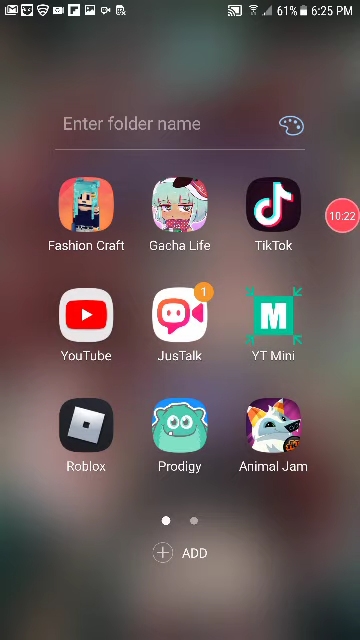 61% 6:25 PM
Enter folder name
10:22
Fashion Craft Gacha Life TikTok
1
M
YouTube JusTalk YT Mini
Roblox Prodigy Animal Jam
ADD